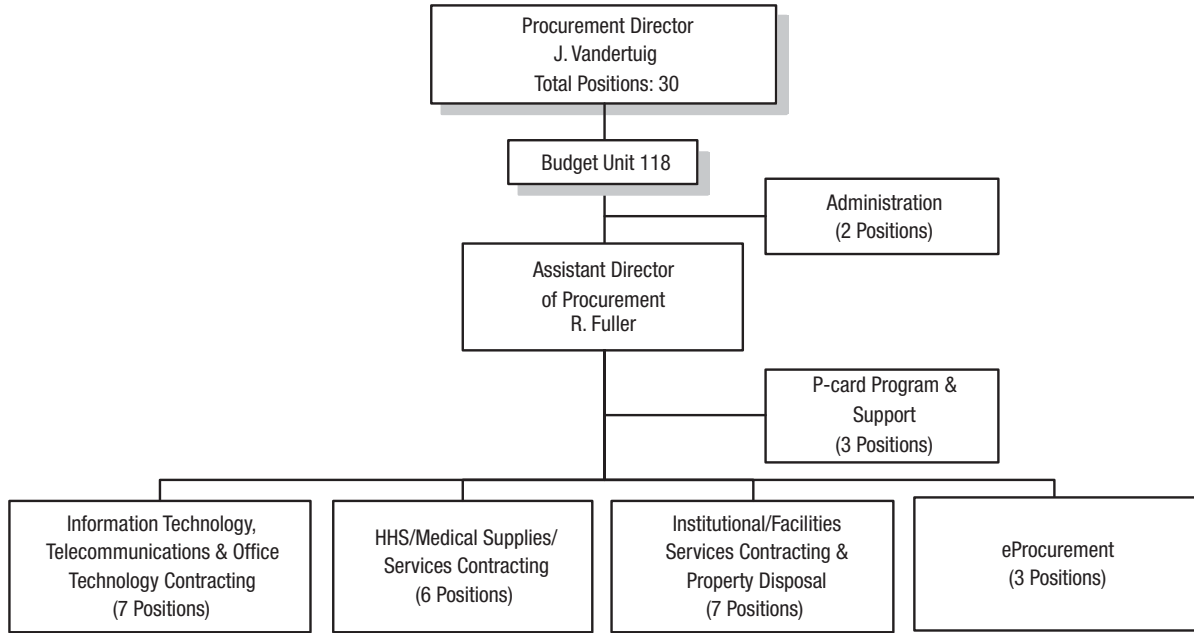 Procurement Director
J. Vandertuig
Total Positions: 30
Budget Unit 118
Administration
(2 Positions)
Assistant Director
of Procurement
R. Fuller
P-card Program &
Support
(3 Positions)
Information Technology,
Telecommunications & Office
Technology Contracting
(7 Positions)
HHS/Medical Supplies/
Services Contracting
(6 Positions)
Institutional/Facilities
Services Contracting &
Property Disposal
(7 Positions)
eProcurement
(3 Positions)